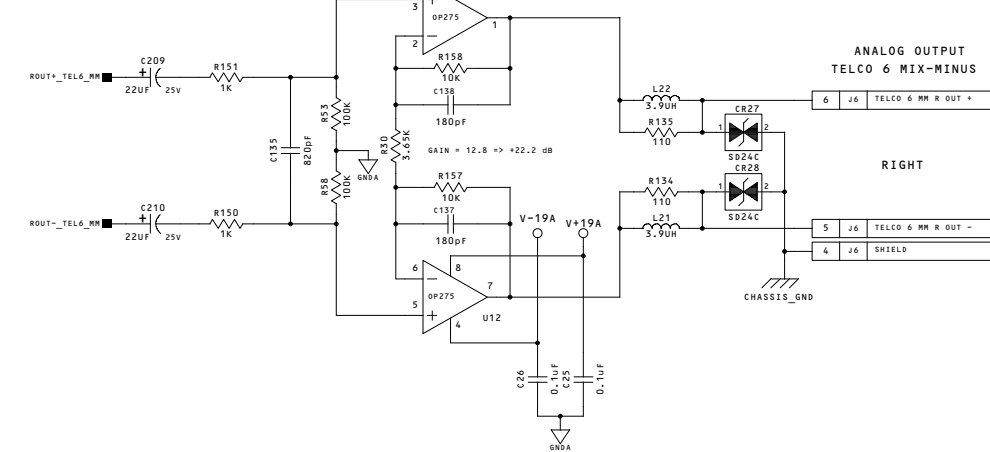 3
OP275
1
2
R158
10K
C138
180pF
ROUT+_TEL6_MM
C209
+
22UF 25V
R151
1K
R53
100K
C135
820pF
GNDA
R30
3.65K
GAIN = 12.8 => +22.2 dB
R58
100K
R157
10K
C137
180pF
ROUT-_TEL6_MM
C210
+
22UF 25V
R150
1K
6
5
OP275
8
7
4
U12
V-19A
V+19A
C26
0.1uF
C25
0.1uF
GNDA
L22
3.9UH
R135
110
CR27
1 2
SD24C
CR28
1 2
SD24C
R134
110
L21
3.9UH
CHASSIS_GND
ANALOG OUTPUT
TELCO 6 MIX-MINUS
6 J6 TELCO 6 MM R OUT +
RIGHT
5 J6 TELCO 6 MM R OUT -
4 J6 SHIELD